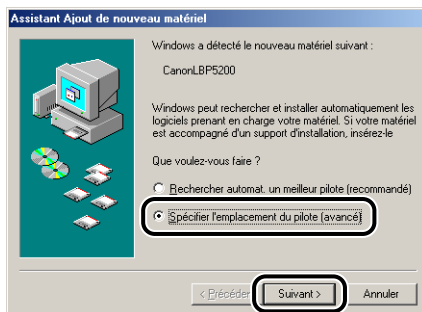 Assistant Ajout de nouveau matériel
Windows a détecté le nouveau matériel suivant :
CanonLBP5200
Windows peut rechercher et installer automatiquement les
logiciels prenant en charge votre matériel. Si votre matériel
est accompagné d'un support d'installation, insérez-le
Que voulez-vous faire ?
Rechercher automat. un meilleur pilote (recommandé)
Spécifier l'emplacement du pilote (avancé)
< Précéder
Suivant >
Annuler